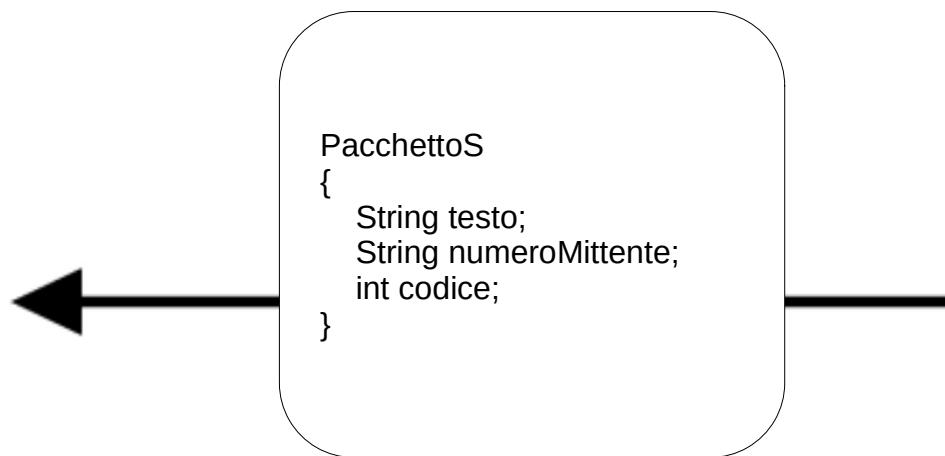 PacchettoS
{
String testo;
String numeroMittente;
int codice;
}